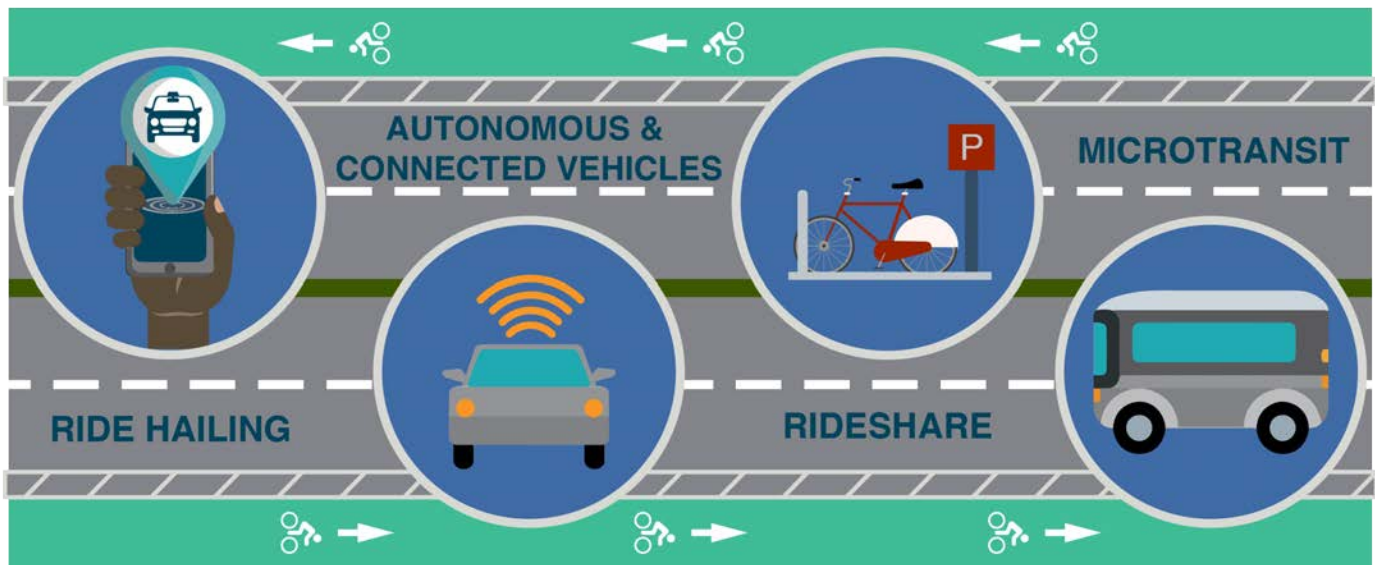 AUTONOMOUS &
CONNECTED VEHICLES
P
MICROTRANSIT
RIDE HAILING
RIDESHARE